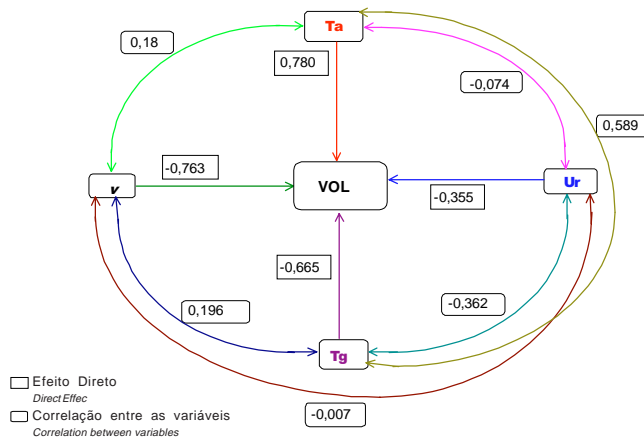 Ta
0,18
0,780
-0,074
0,589
-0,763
v
VOL
Ur
-0,355
-0,665
0,196
-0,362
Tg
Efeito Direto
Direct Effec
Correlação entre as variáveis
Correlation between variables
-0,007